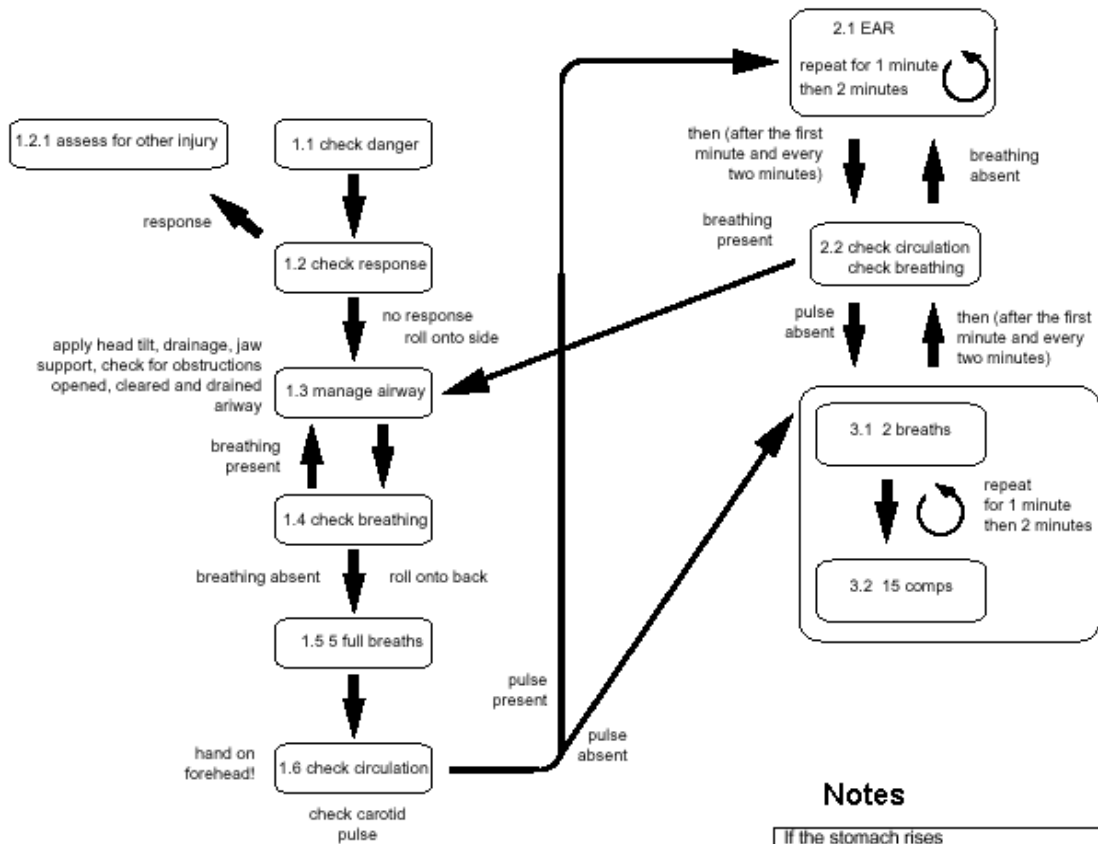 1.2.1 assess for other injury
1.1 check danger
response
1.2 check response
no response
roll onto side
apply head tilt, drainage, jaw
support, check for obstructions
opened, cleared and drained
ariway
1.3 manage airway
breathing
present
1.4 check breathing
breathing absent
roll onto back
1.5 5 full breaths
hand on
forehead!
1.6 check circulation
check carotid
pulse
pulse
present
pulse
absent
2.1 EAR
repeat for 1 minute
then 2 minutes
then (after the first
minute and every
two minutes)
breathing
absent
breathing
present
2.2 check circulation
check breathing
pulse
absent
then (after the first
minute and every
two minutes)
3.1 2 breaths
repeat
for 1 minute
then 2 minutes
3.2 15 comps
Notes
If the stomach rises